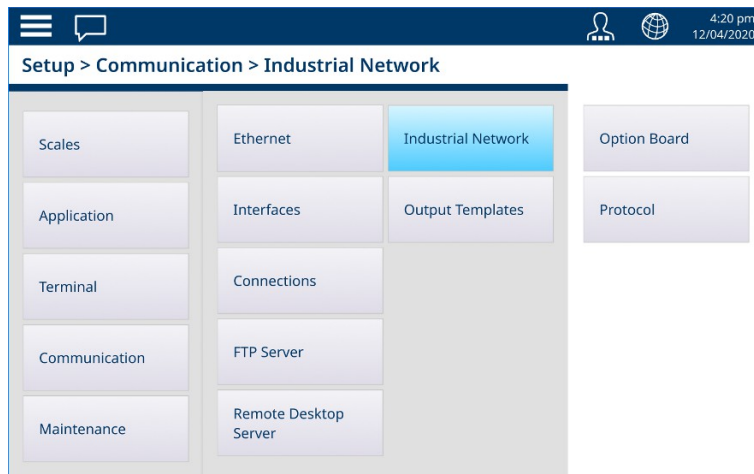 4:20 pm
12/04/2020
Setup > Communication > Industrial Network
Scales
Application
Terminal
Communication
Maintenance
Ethernet
Interfaces
Connections
FTP Server
Remote Desktop
Server
Industrial Network
Output Templates
Option Board
Protocol